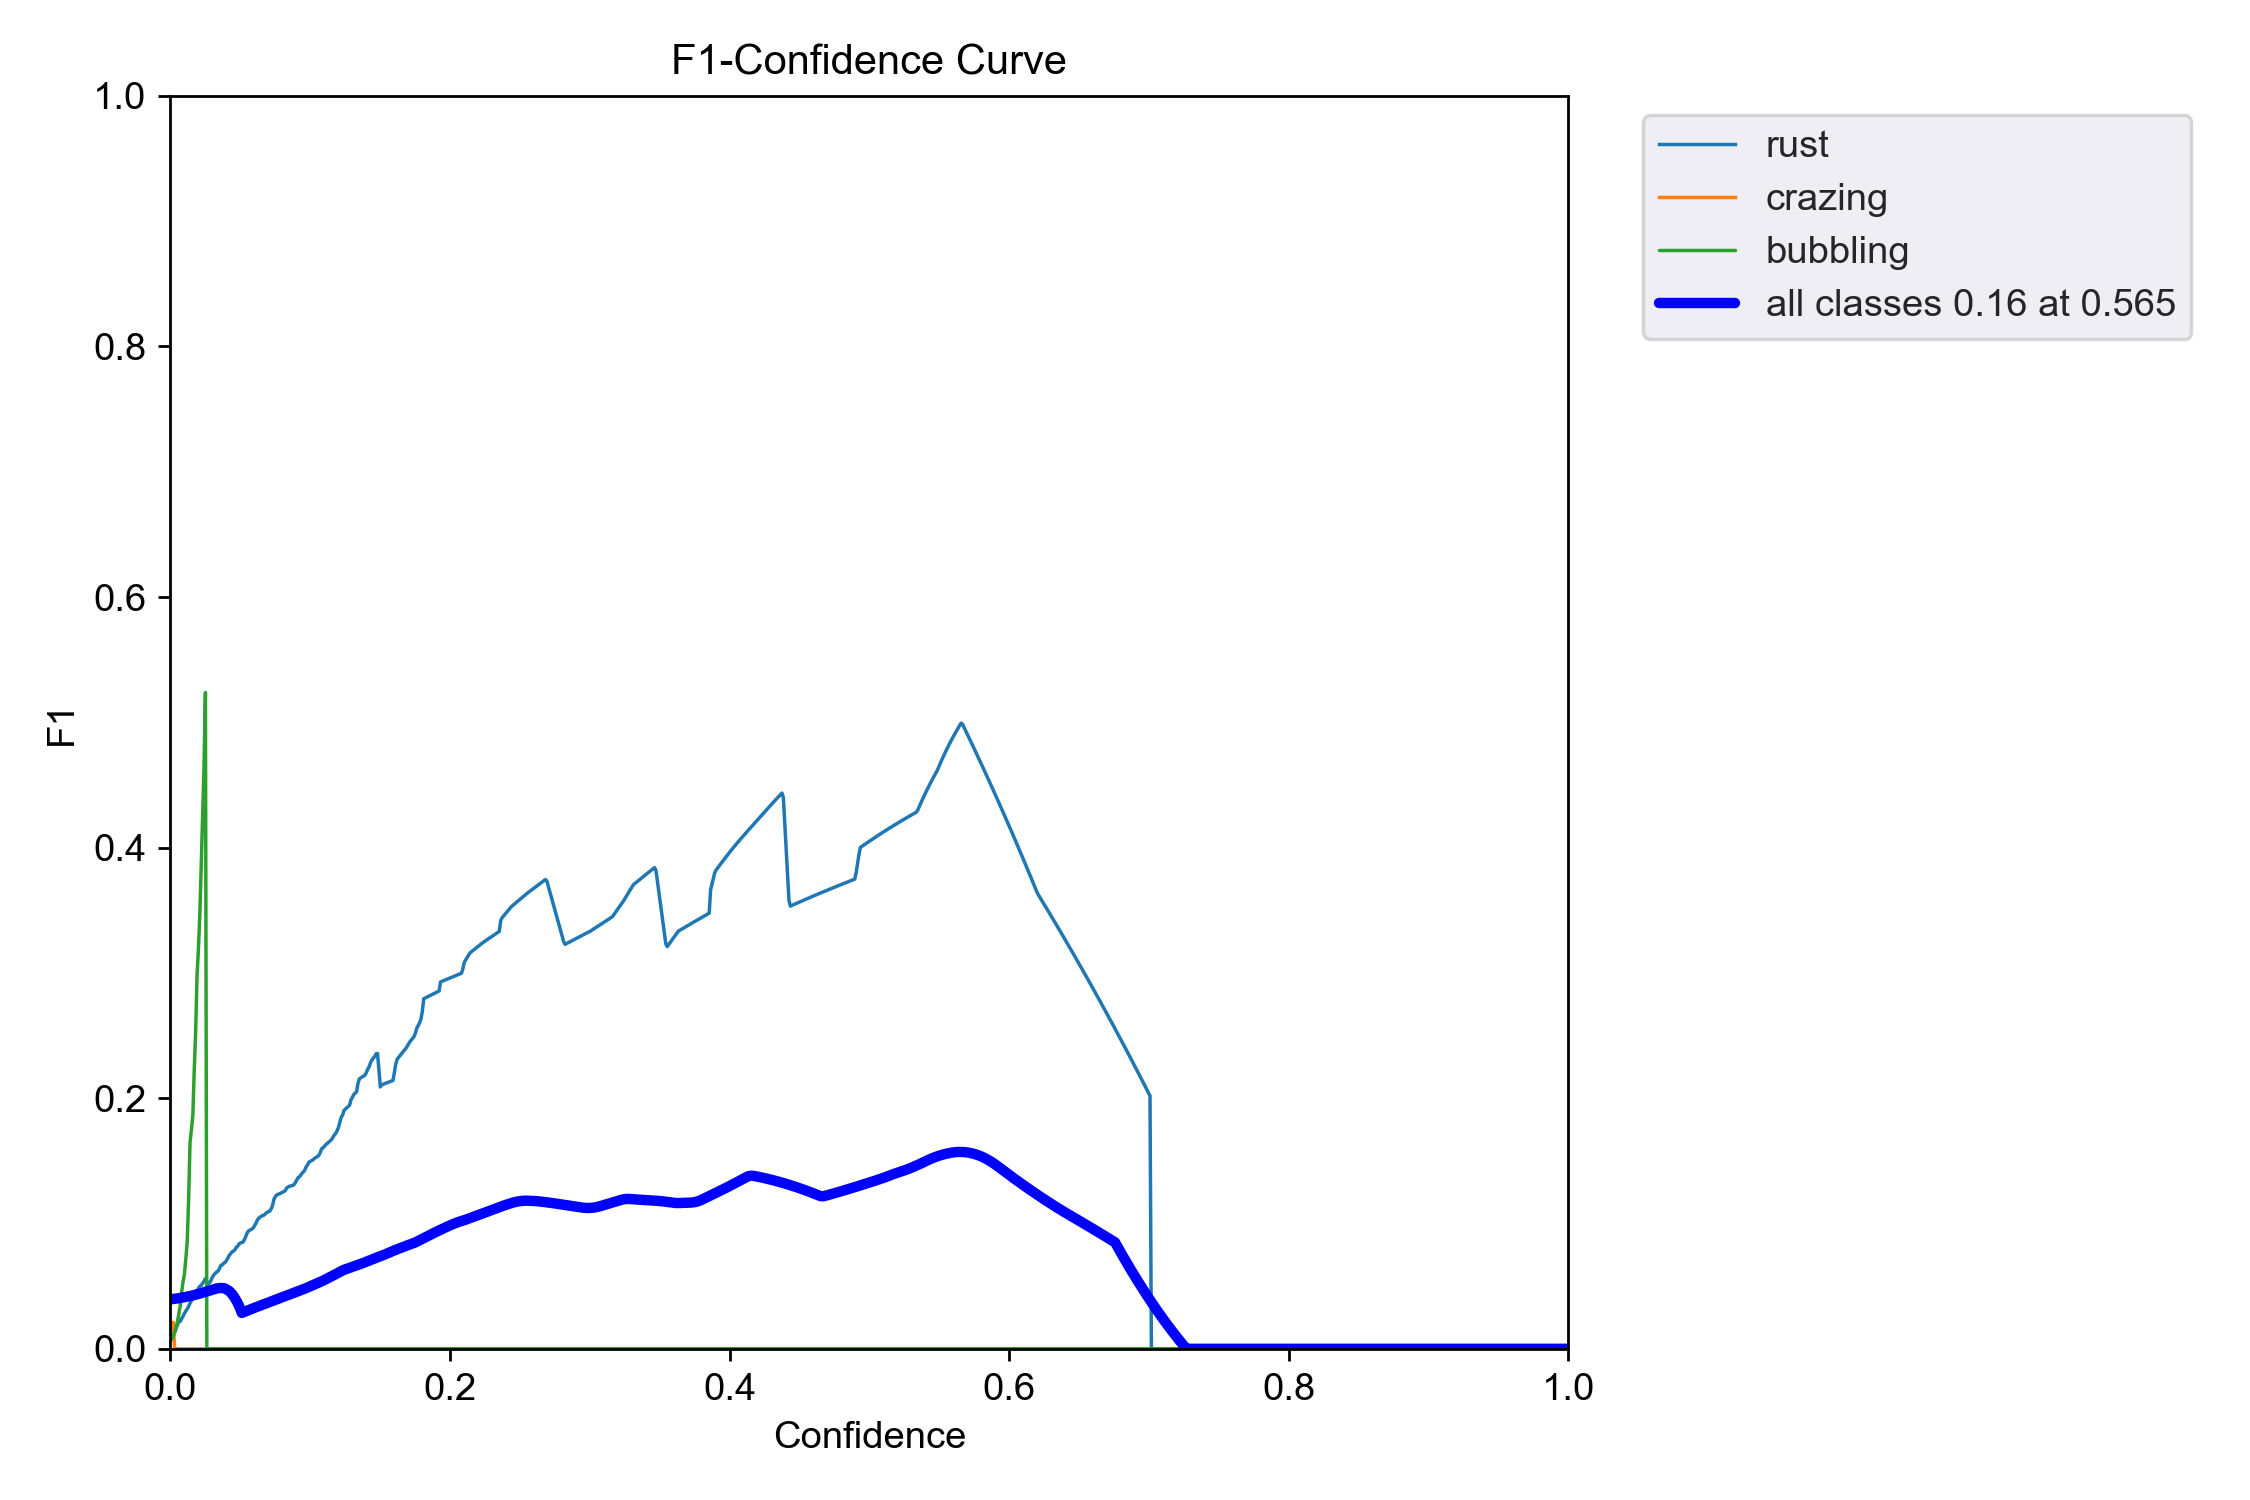 F1-Confidence Curve
1.0
0.8
0.6
0.4
0.2
0.0
F1
0.0 0.2 0.4 0.6 0.8 1.0
Confidence
rust
crazing
bubbling
all classes 0.16 at 0.565